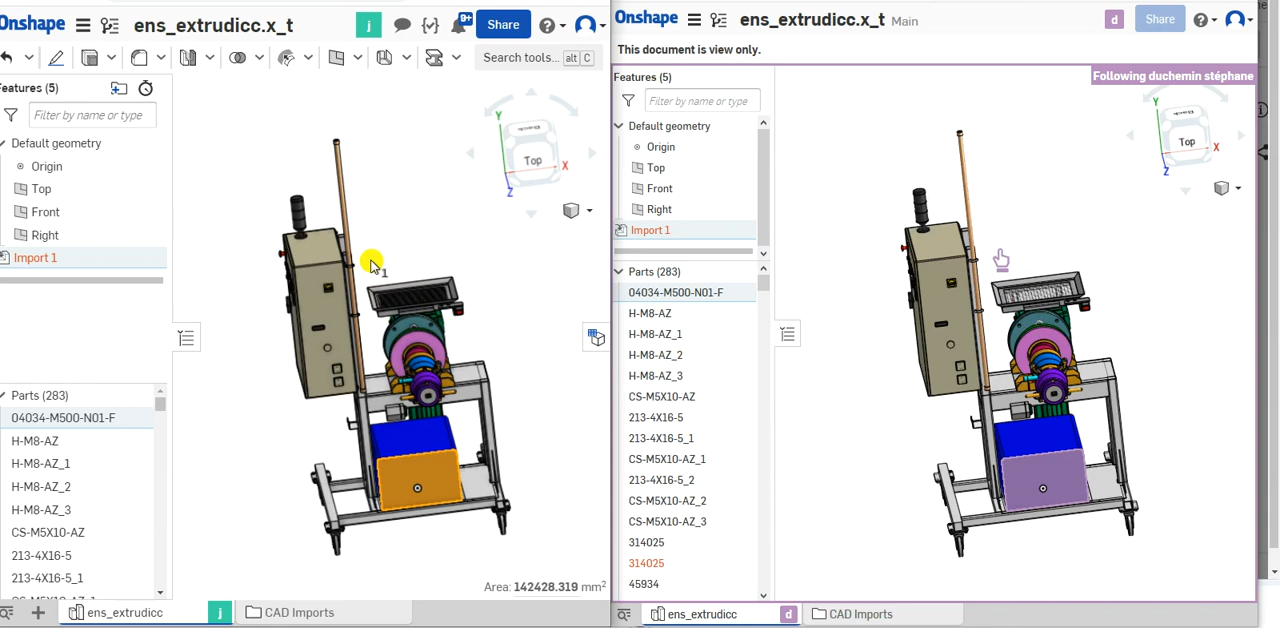 Onshape ens_extrudicc.x_t j 9+ Share
Search tools... alt C
Features (5)
Filter by name or type
Default geometry
Origin
Top
Front
Right
Import 1
Parts (283)
04034-M500-N01-F
H-M8-AZ
H-M8-AZ_1
H-M8-AZ_2
H-M8-AZ_3
CS-M5X10-AZ
213-4X16-5
213-4X16-5_1
Y
Top
X
Z
1
Area: 142428.319 mm²
ens_extrudicc j CAD Imports
Onshape ens_extrudicc.x_t Main d Share
This document is view only.
Following duchemin stéphane
Features (5)
Filter by name or type
Default geometry
Origin
Top
Front
Right
Import 1
Parts (283)
04034-M500-N01-F
H-M8-AZ
H-M8-AZ_1
H-M8-AZ_2
H-M8-AZ_3
CS-M5X10-AZ
213-4X16-5
213-4X16-5_1
CS-M5X10-AZ_1
213-4X16-5_2
CS-M5X10-AZ_2
CS-M5X10-AZ_3
314025
314025
45934
Y
Top
X
Z
ens_extrudicc d CAD Imports